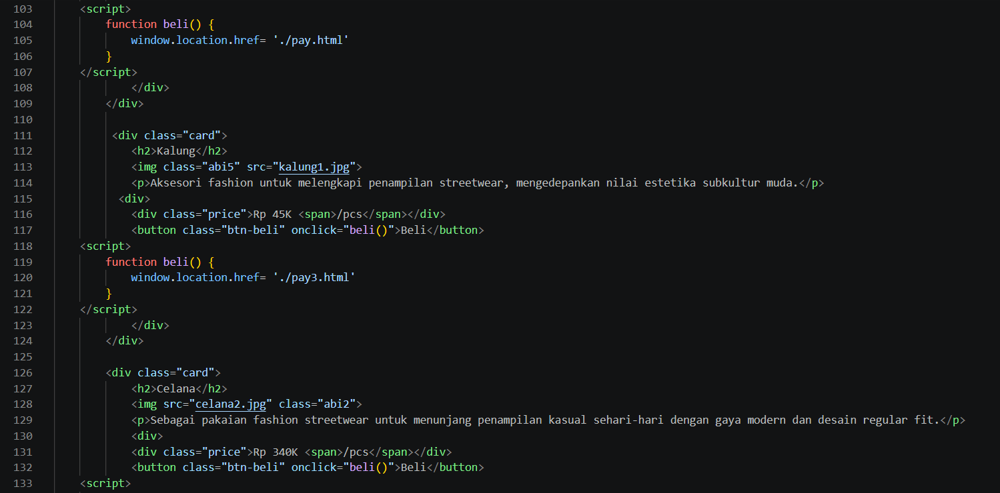 103 <script>
104 function beli() {
105 window.location.href= './pay.html'
106 }
107 </script>
108 </div>
109 </div>
110
111 <div class="card">
112 <h2>Kalung</h2>
113 <img class="abi5" src="kalung1.jpg">
114 <p>Aksesori fashion untuk melengkapi penampilan streetwear, mengedepankan nilai estetika subkultur muda.</p>
115 <div>
116 <div class="price">Rp 45K <span>/pcs</span></div>
117 <button class="btn-beli" onclick="beli()">Beli</button>
118 <script>
119 function beli() {
120 window.location.href= './pay3.html'
121 }
122 </script>
123 </div>
124 </div>
125
126 <div class="card">
127 <h2>Celana</h2>
128 <img src="celana2.jpg" class="abi2">
129 <p>Sebagai pakaian fashion streetwear untuk menunjang penampilan kasual sehari-hari dengan gaya modern dan desain regular fit.</p>
130 <div>
131 <div class="price">Rp 340K <span>/pcs</span></div>
132 <button class="btn-beli" onclick="beli()">Beli</button>
133 <script>